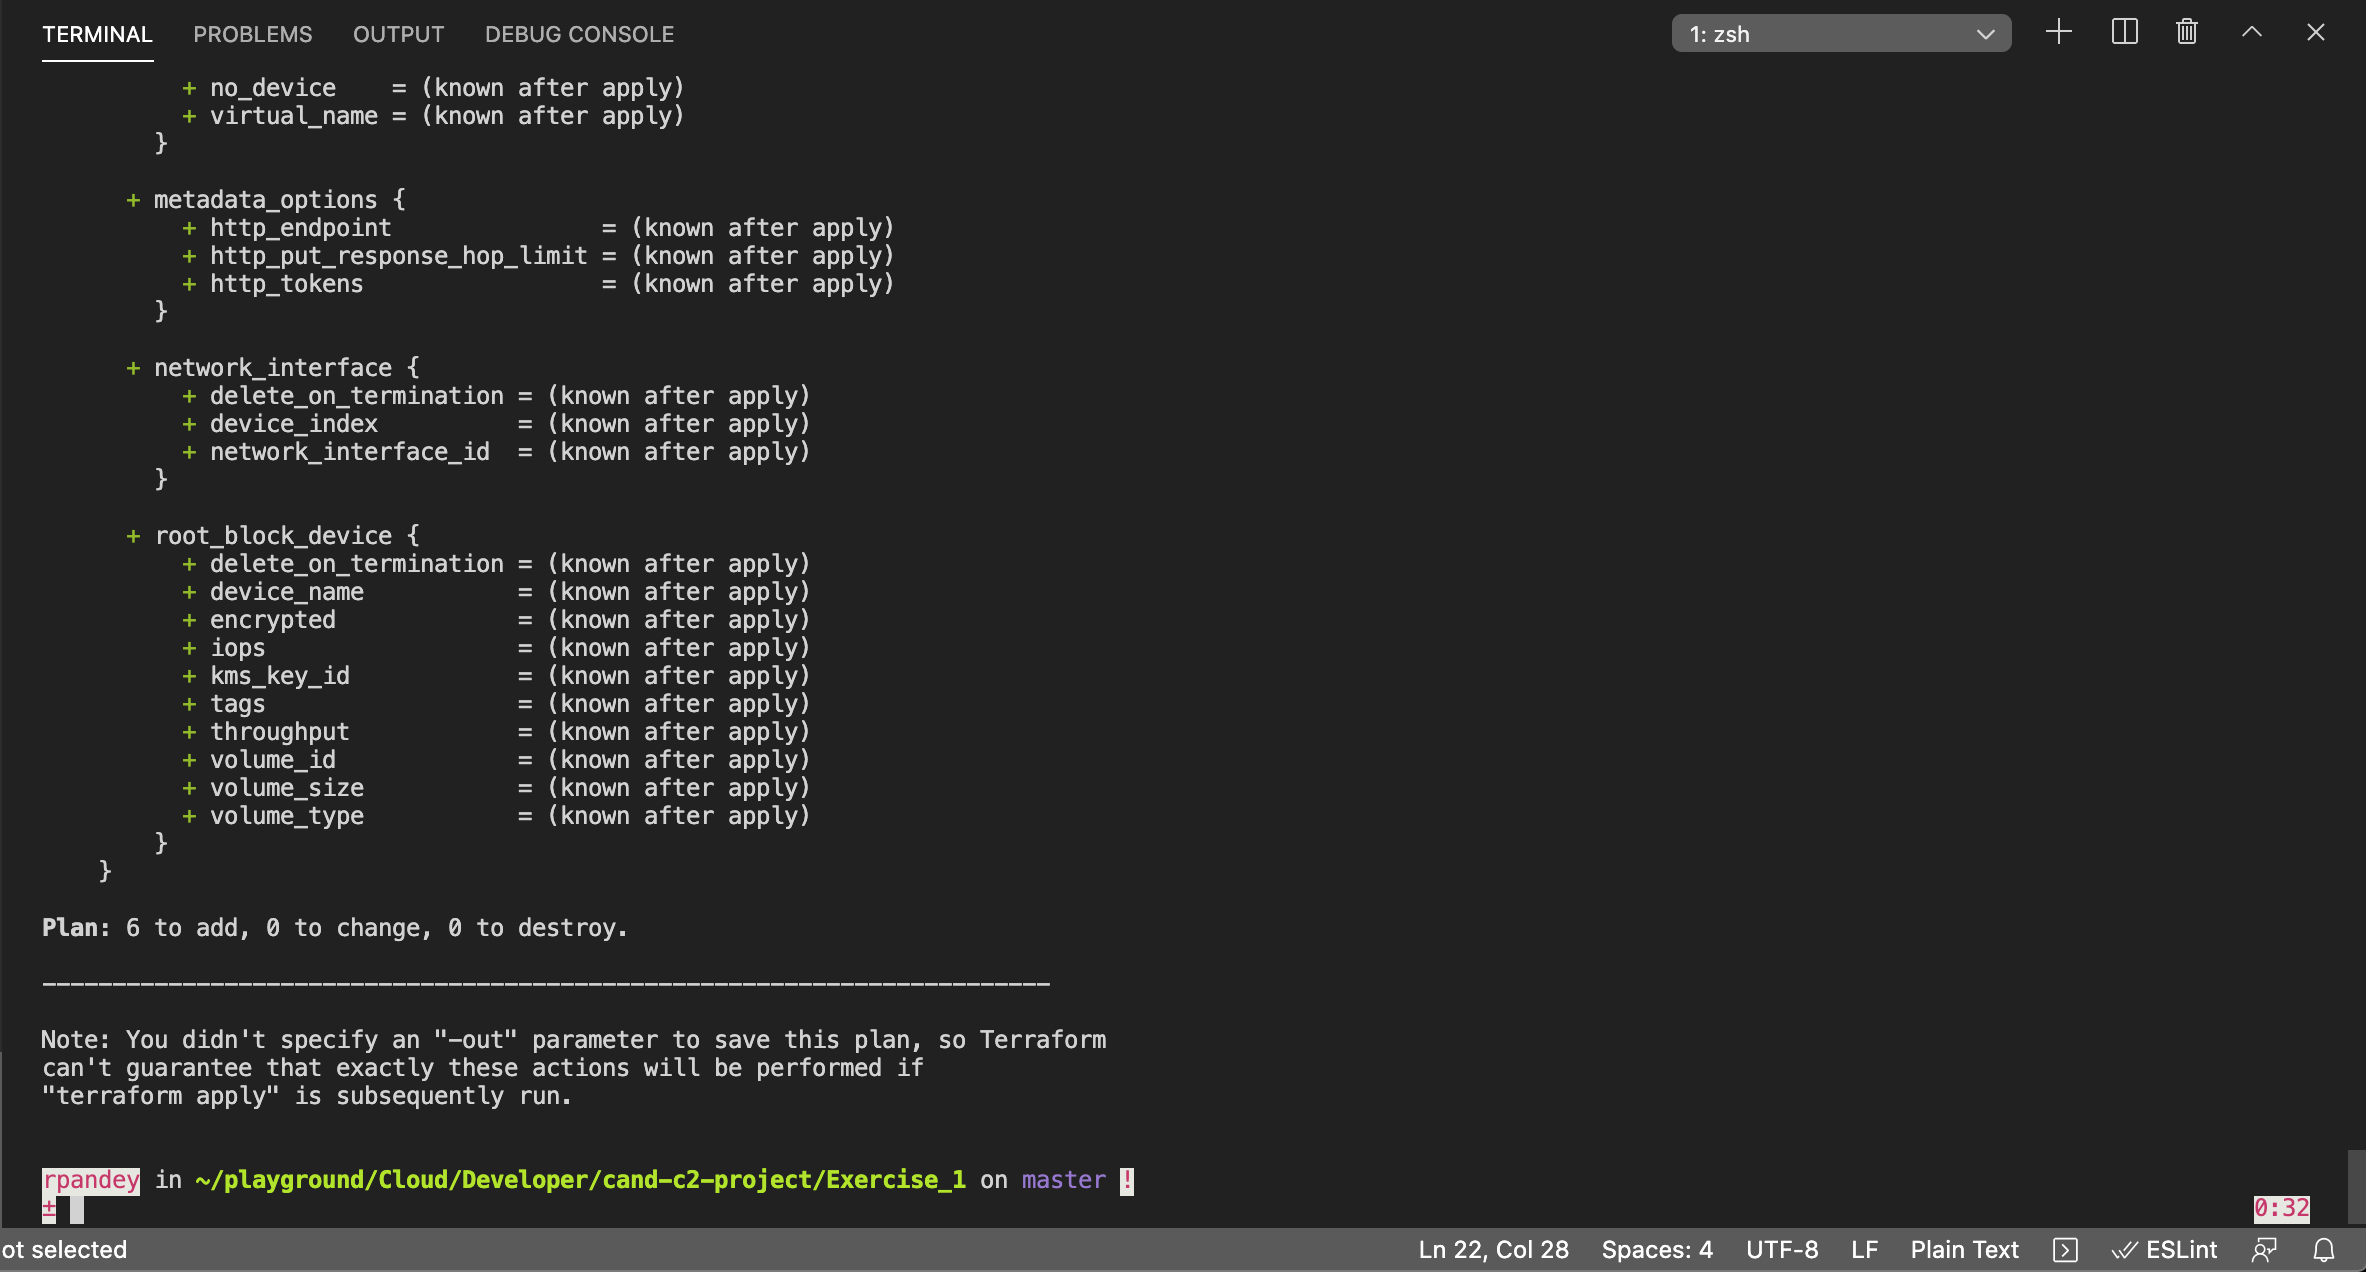 TERMINAL PROBLEMS OUTPUT DEBUG CONSOLE 1: zsh
+ no_device    = (known after apply)
+ virtual_name = (known after apply)
}
+ metadata_options {
+ http_endpoint               = (known after apply)
+ http_put_response_hop_limit = (known after apply)
+ http_tokens                 = (known after apply)
}
+ network_interface {
+ delete_on_termination = (known after apply)
+ device_index          = (known after apply)
+ network_interface_id  = (known after apply)
}
+ root_block_device {
+ delete_on_termination = (known after apply)
+ device_name           = (known after apply)
+ encrypted             = (known after apply)
+ iops                  = (known after apply)
+ kms_key_id            = (known after apply)
+ tags                  = (known after apply)
+ throughput            = (known after apply)
+ volume_id             = (known after apply)
+ volume_size           = (known after apply)
+ volume_type           = (known after apply)
}
}
Plan: 6 to add, 0 to change, 0 to destroy.
------------------------------------------------------------------------
Note: You didn't specify an "-out" parameter to save this plan, so Terraform
can't guarantee that exactly these actions will be performed if
"terraform apply" is subsequently run.
rpandey in ~/playground/Cloud/Developer/cand-c2-project/Exercise_1 on master !
± 0:32
ot selected Ln 22, Col 28 Spaces: 4 UTF-8 LF Plain Text ESLint